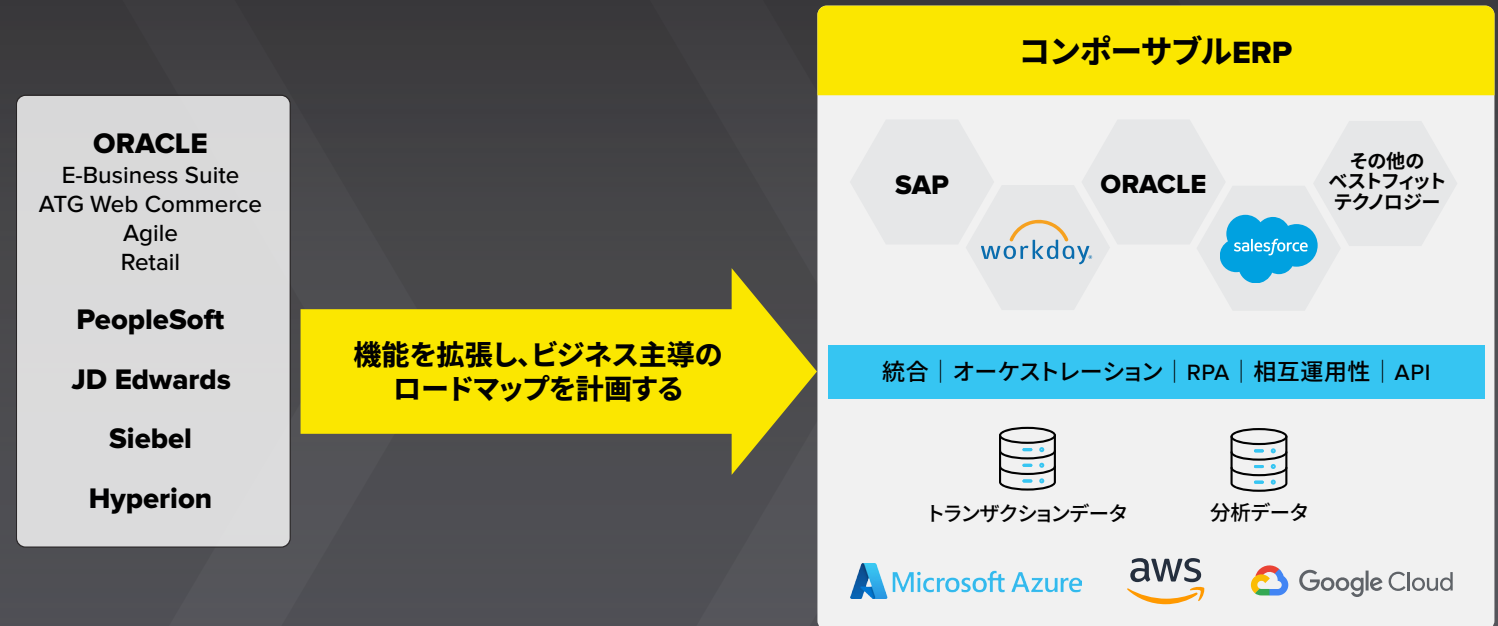 ORACLE
E-Business Suite
ATG Web Commerce
Agile
Retail
PeopleSoft
JD Edwards
Siebel
Hyperion
機能を拡張し、ビジネス主導の
ロードマップを計画する
コンポーサブルERP
SAP
workday.
ORACLE
salesforce
その他の
ベストフィット
テクノロジー
統合｜オーケストレーション｜RPA｜相互運用性｜API
トランザクションデータ
分析データ
Microsoft Azure
aws
Google Cloud